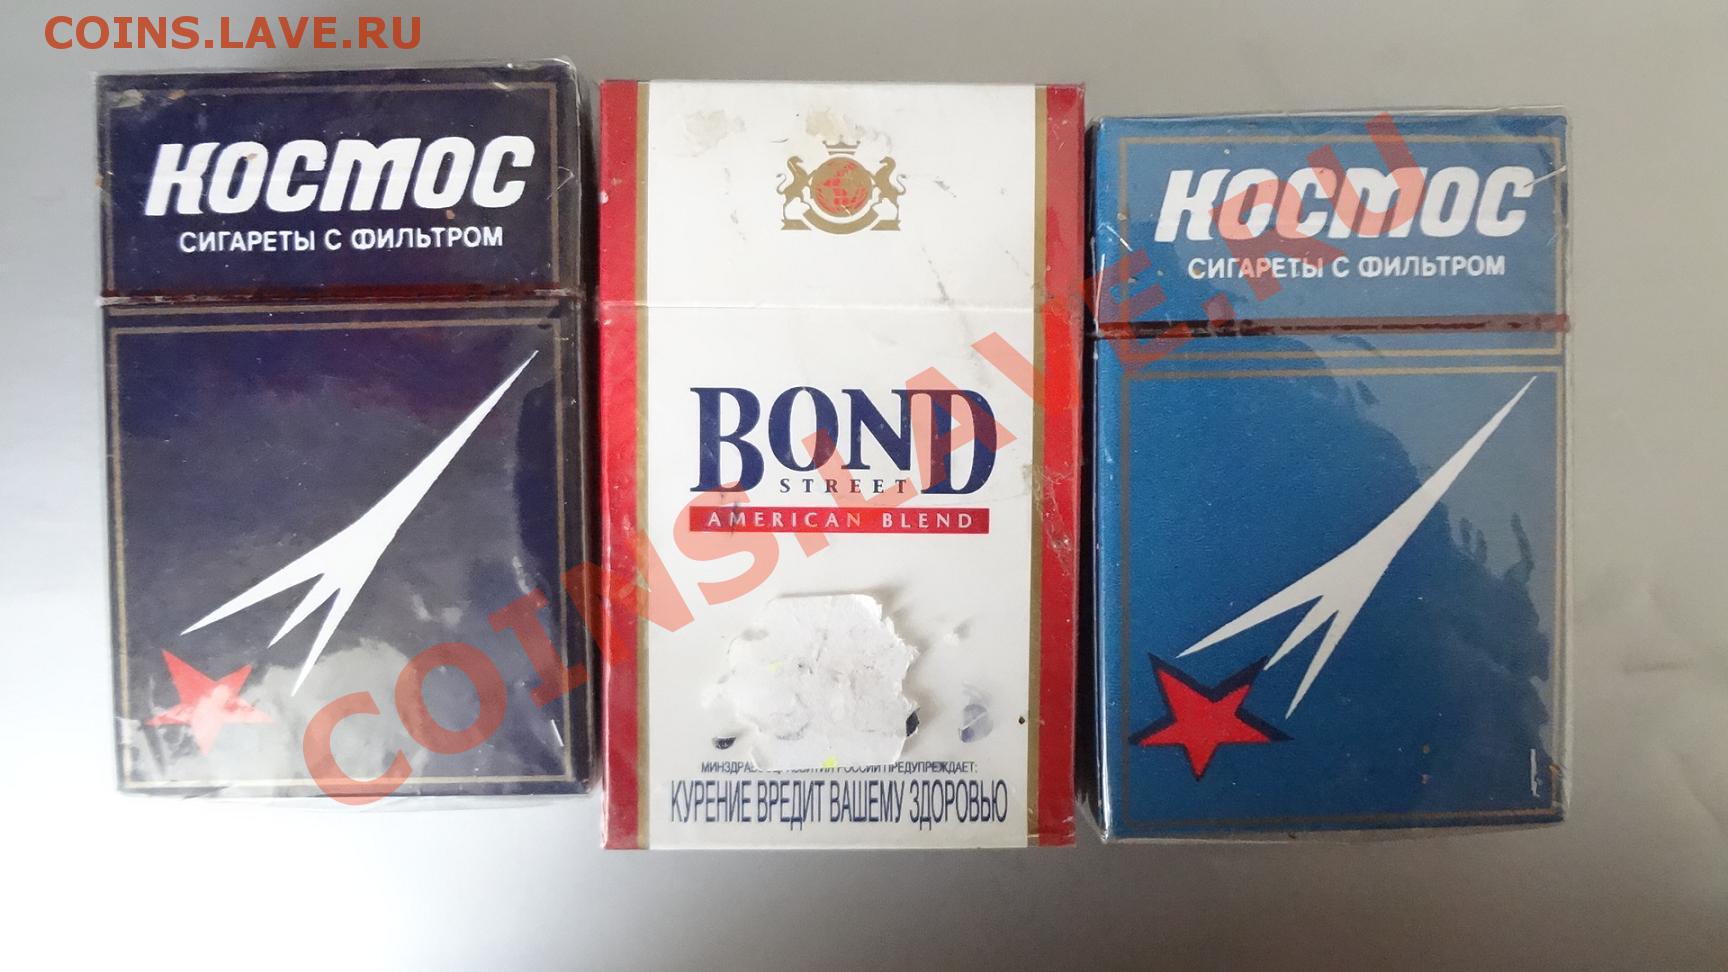 COINS.LAVE.RU
космос
СИГАРЕТЫ С ФИЛЬТРОМ
BOND
STREET
AMERICAN BLEND
ПРЕДУПРЕЖДАЕТ:
КУРЕНИЕ ВРЕДИТ ВАШЕМУ ЗДОРОВЬЮ
космос
СИГАРЕТЫ С ФИЛЬТРОМ
COINS.LAVE.RU